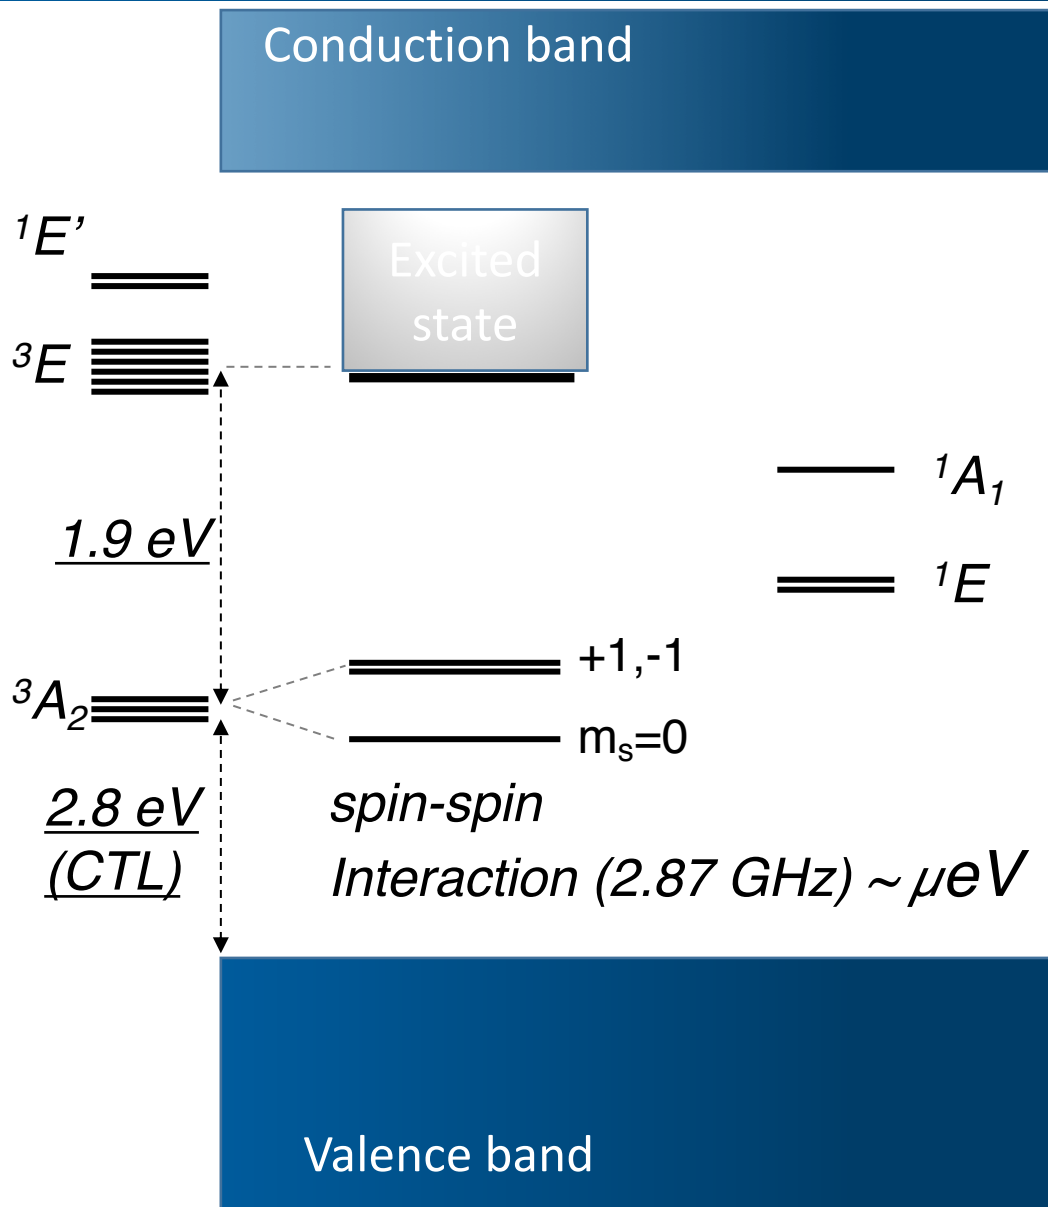 Conduction band
¹E’
Excited
state
³E
¹A₁
1.9 eV
¹E
+1,-1
³A₂
mₛ=0
2.8 eV
(CTL)
spin-spin
Interaction (2.87 GHz) ~ μeV
Valence band